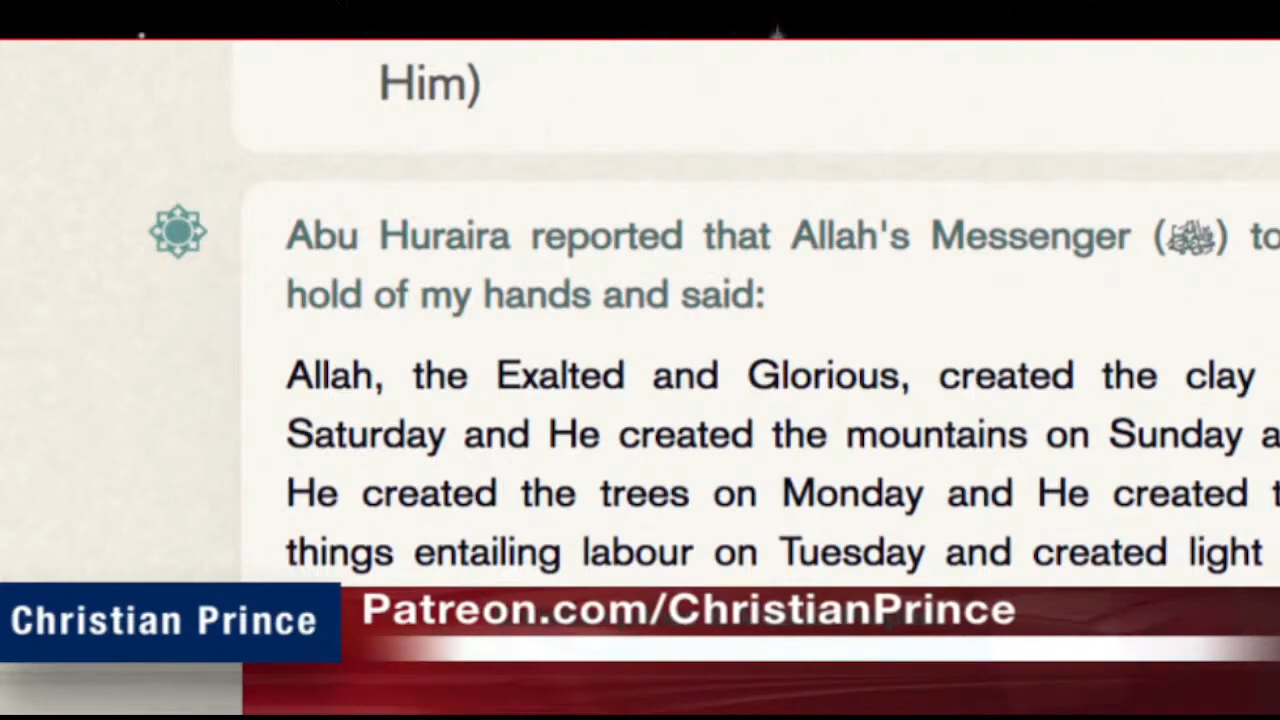 Him)
Abu Huraira reported that Allah's Messenger (ﷺ) to
hold of my hands and said:
Allah, the Exalted and Glorious, created the clay
Saturday and He created the mountains on Sunday a
He created the trees on Monday and He created t
things entailing labour on Tuesday and created light
Christian Prince
Patreon.com/ChristianPrince